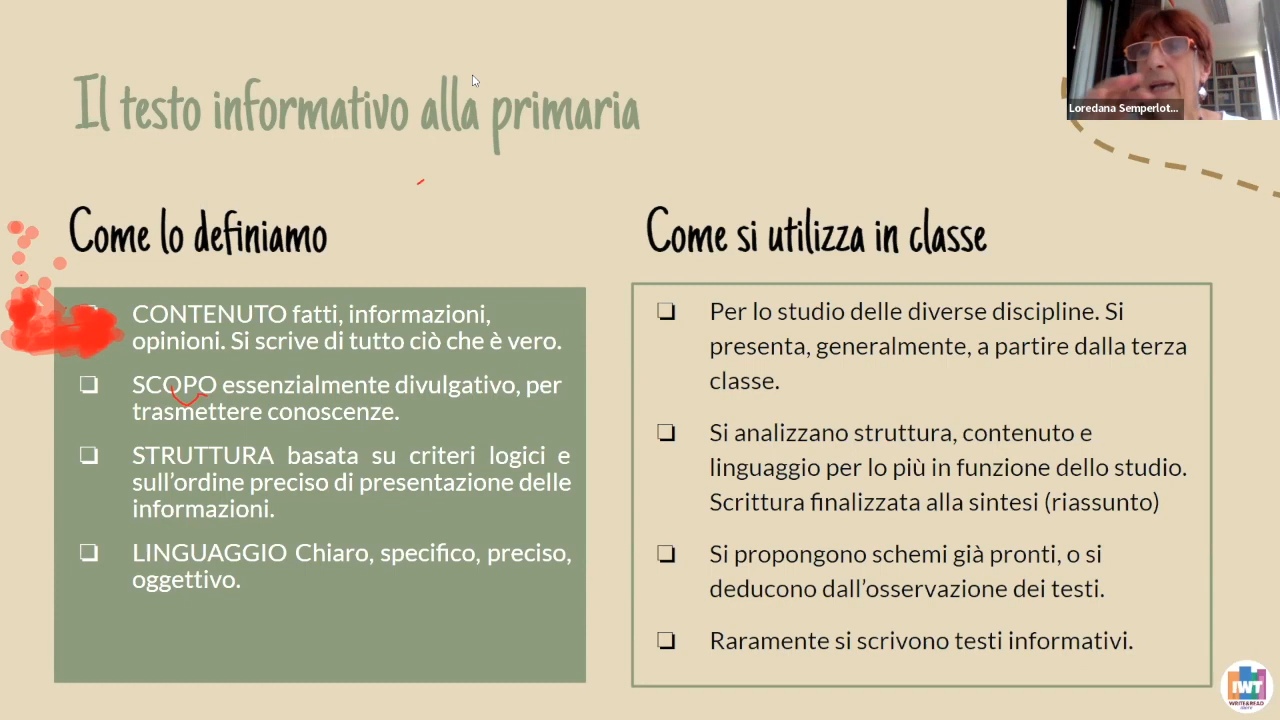 Il testo informativo alla primaria
Loredana Semperlot...
Come lo definiamo
CONTENUTO fatti, informazioni,
opinioni. Si scrive di tutto ciò che è vero.
SCOPO essenzialmente divulgativo, per
trasmettere conoscenze.
STRUTTURA basata su criteri logici e
sull'ordine preciso di presentazione delle
informazioni.
LINGUAGGIO Chiaro, specifico, preciso,
oggettivo.
Come si utilizza in classe
Per lo studio delle diverse discipline. Si
presenta, generalmente, a partire dalla terza
classe.
Si analizzano struttura, contenuto e
linguaggio per lo più in funzione dello studio.
Scrittura finalizzata alla sintesi (riassunto)
Si propongono schemi già pronti, o si
deducono dall'osservazione dei testi.
Raramente si scrivono testi informativi.
IWT
WRITE&READ